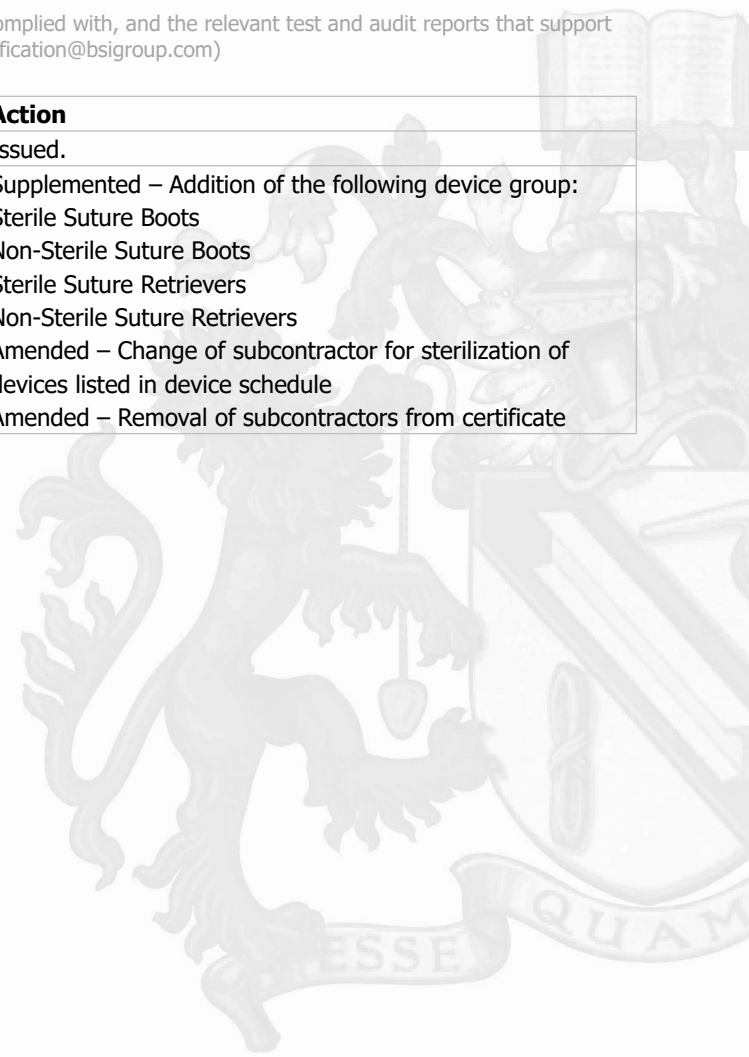 omplied with, and the relevant test and audit reports that support
fication@bsigroup.com)
Action
ssued.
Supplemented – Addition of the following device group:
Sterile Suture Boots
Non-Sterile Suture Boots
Sterile Suture Retrievers
Non-Sterile Suture Retrievers
Amended – Change of subcontractor for sterilization of
devices listed in device schedule
Amended – Removal of subcontractors from certificate
ESSE
QUAM